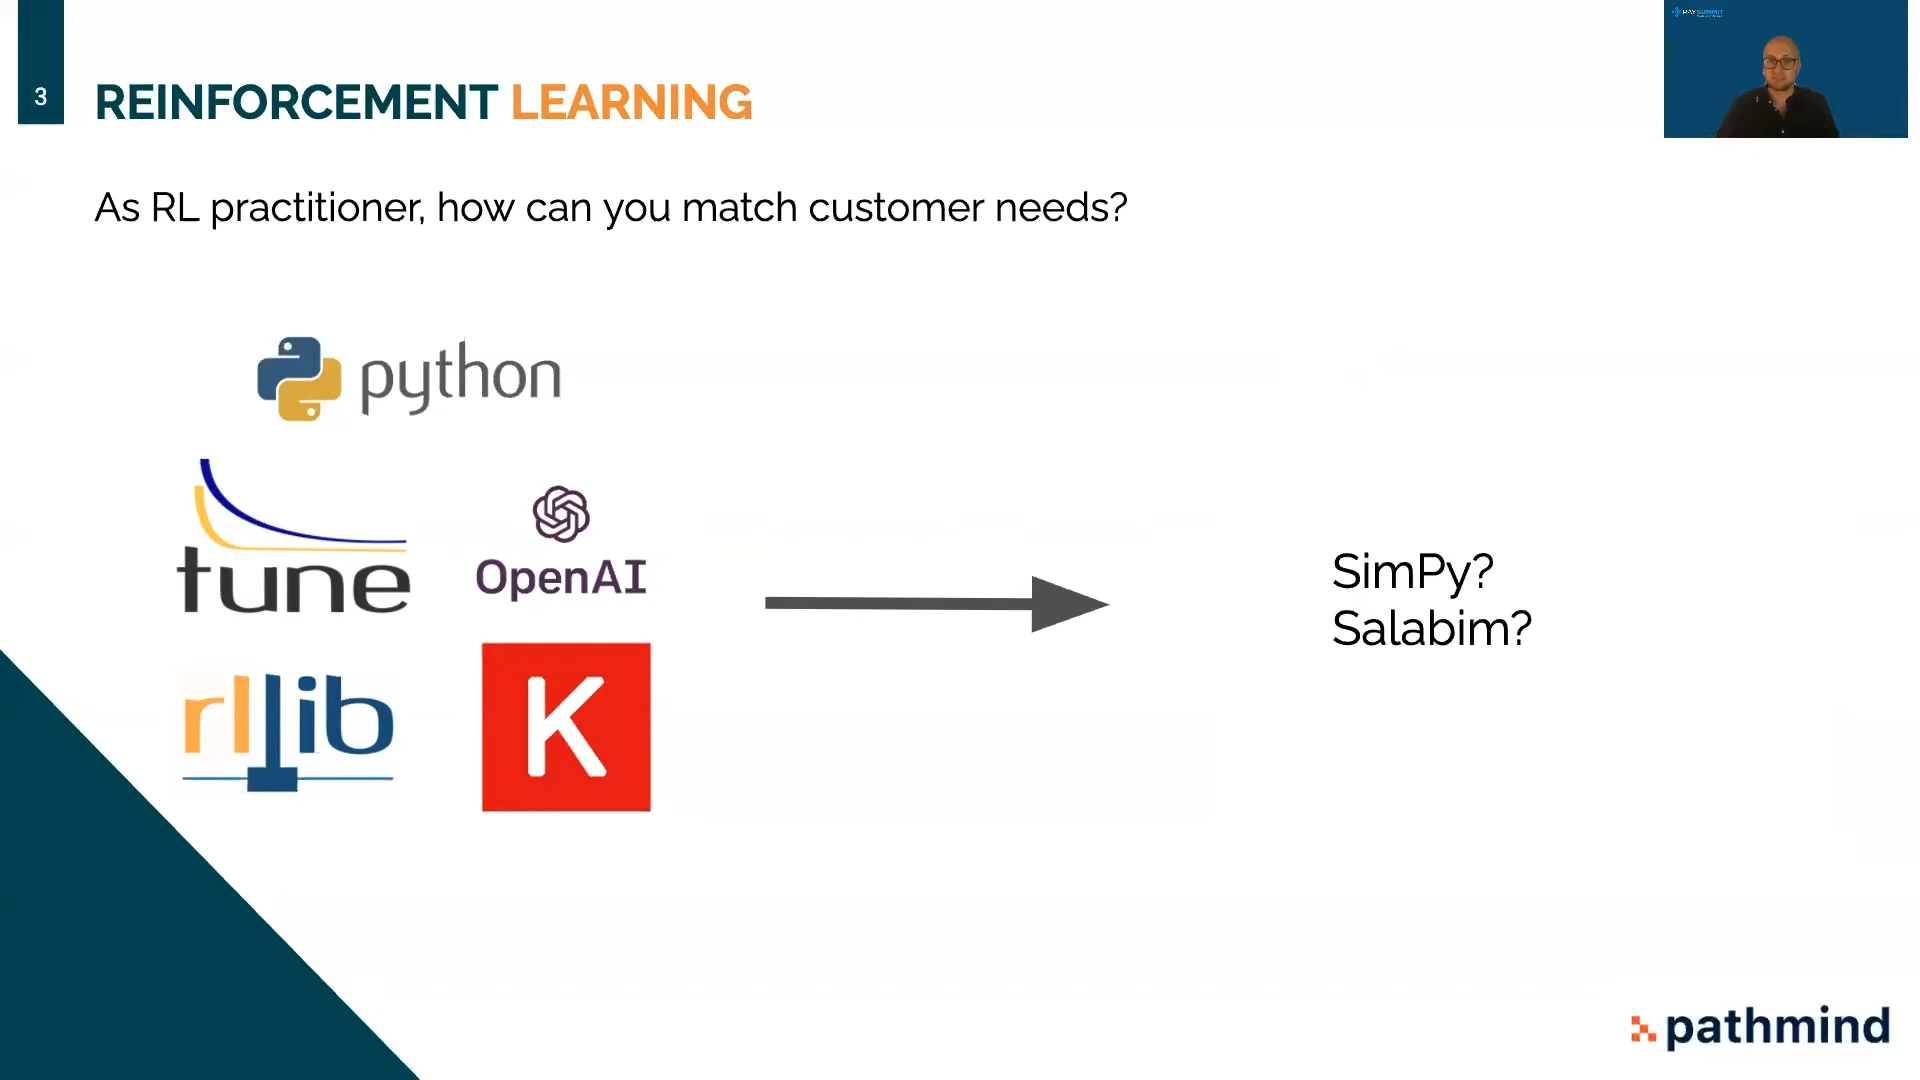 3
REINFORCEMENT LEARNING
As RL practitioner, how can you match customer needs?
python
tune
OpenAI
rllib
K
SimPy?
Salabim?
pathmind